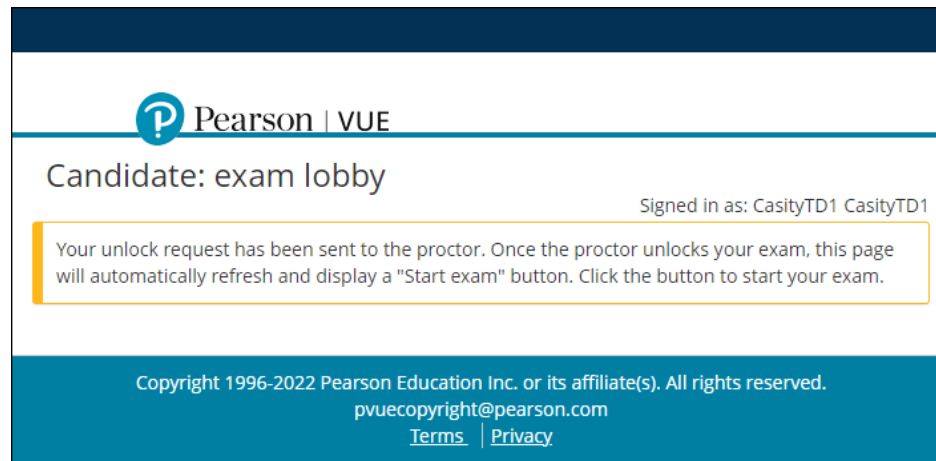 Pearson | VUE
Candidate: exam lobby
Signed in as: CasityTD1 CasityTD1
Your unlock request has been sent to the proctor. Once the proctor unlocks your exam, this page
will automatically refresh and display a "Start exam" button. Click the button to start your exam.
Copyright 1996-2022 Pearson Education Inc. or its affiliate(s). All rights reserved.
pvuecopyright@pearson.com
Terms | Privacy